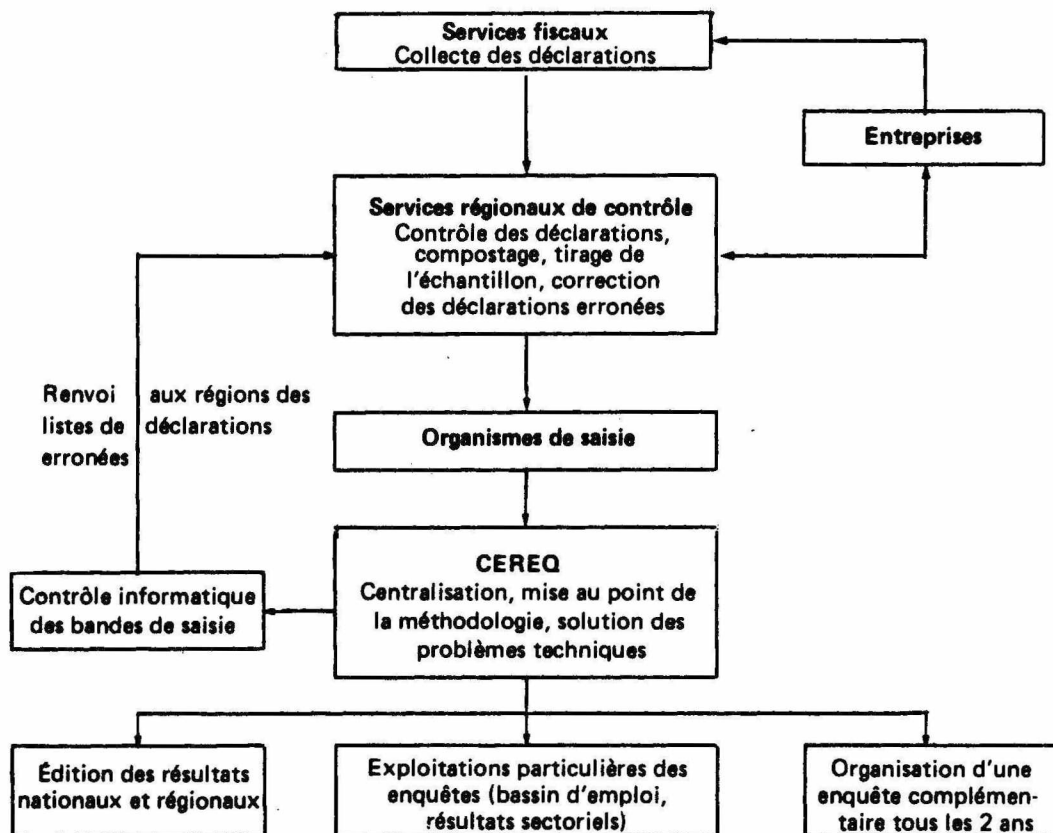 Services fiscaux
Collecte des déclarations
Entreprises
Services régionaux de contrôle
Contrôle des déclarations,
compostage, tirage de
l'échantillon, correction
des déclarations erronées
Renvoi aux régions des
listes de déclarations
erronées
Organismes de saisie
CEREQ
Centralisation, mise au point de
la méthodologie, solution des
problèmes techniques
Contrôle informatique
des bandes de saisie
Édition des résultats
nationaux et régionaux
Exploitations particulières des
enquêtes (bassin d'emploi,
résultats sectoriels)
Organisation d'une
enquête complémen-
taire tous les 2 ans